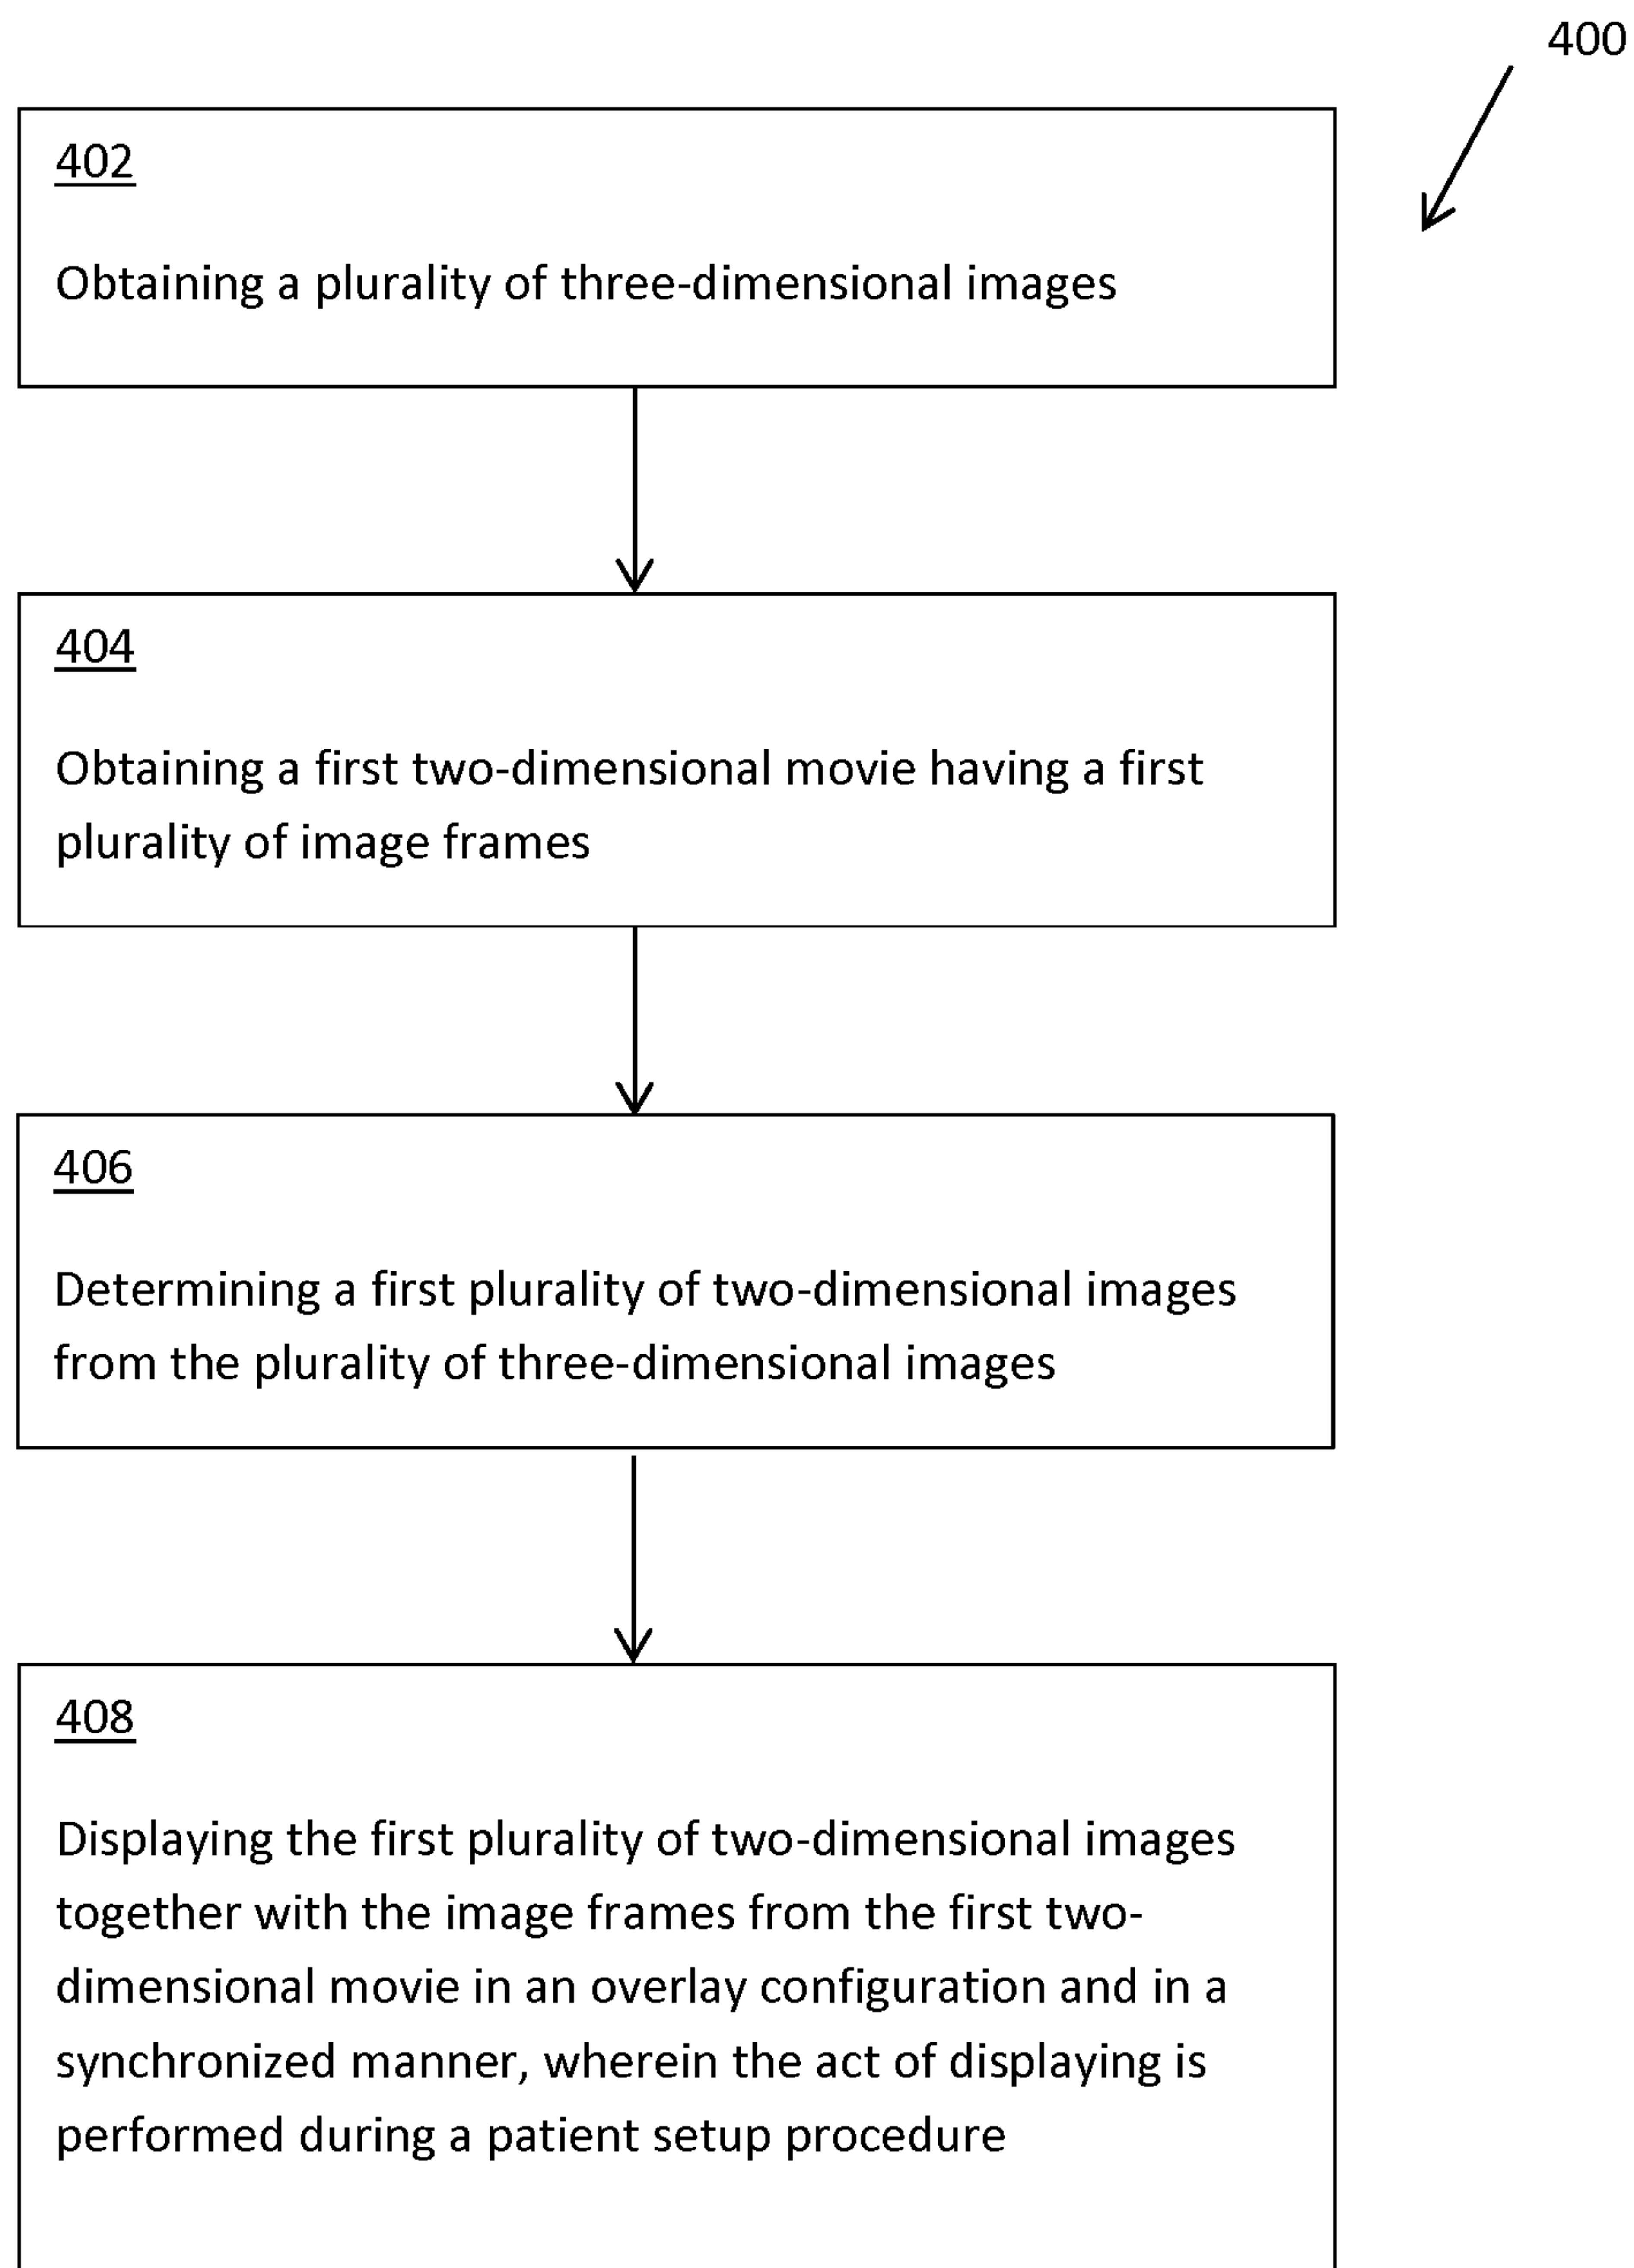 400
402
Obtaining a plurality of three-dimensional images
404
Obtaining a first two-dimensional movie having a first
plurality of image frames
406
Determining a first plurality of two-dimensional images
from the plurality of three-dimensional images
408
Displaying the first plurality of two-dimensional images
together with the image frames from the first two-
dimensional movie in an overlay configuration and in a
synchronized manner, wherein the act of displaying is
performed during a patient setup procedure